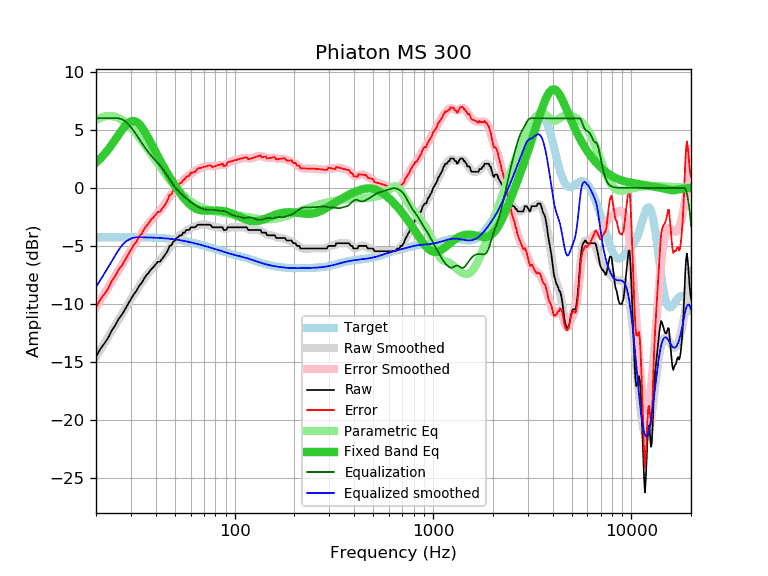 Phiaton MS 300
10
5
0
−5
−10
−15
−20
−25
Amplitude (dBr)
Target
Raw Smoothed
Error Smoothed
Raw
Error
Parametric Eq
Fixed Band Eq
Equalization
Equalized smoothed
100
1000
10000
Frequency (Hz)